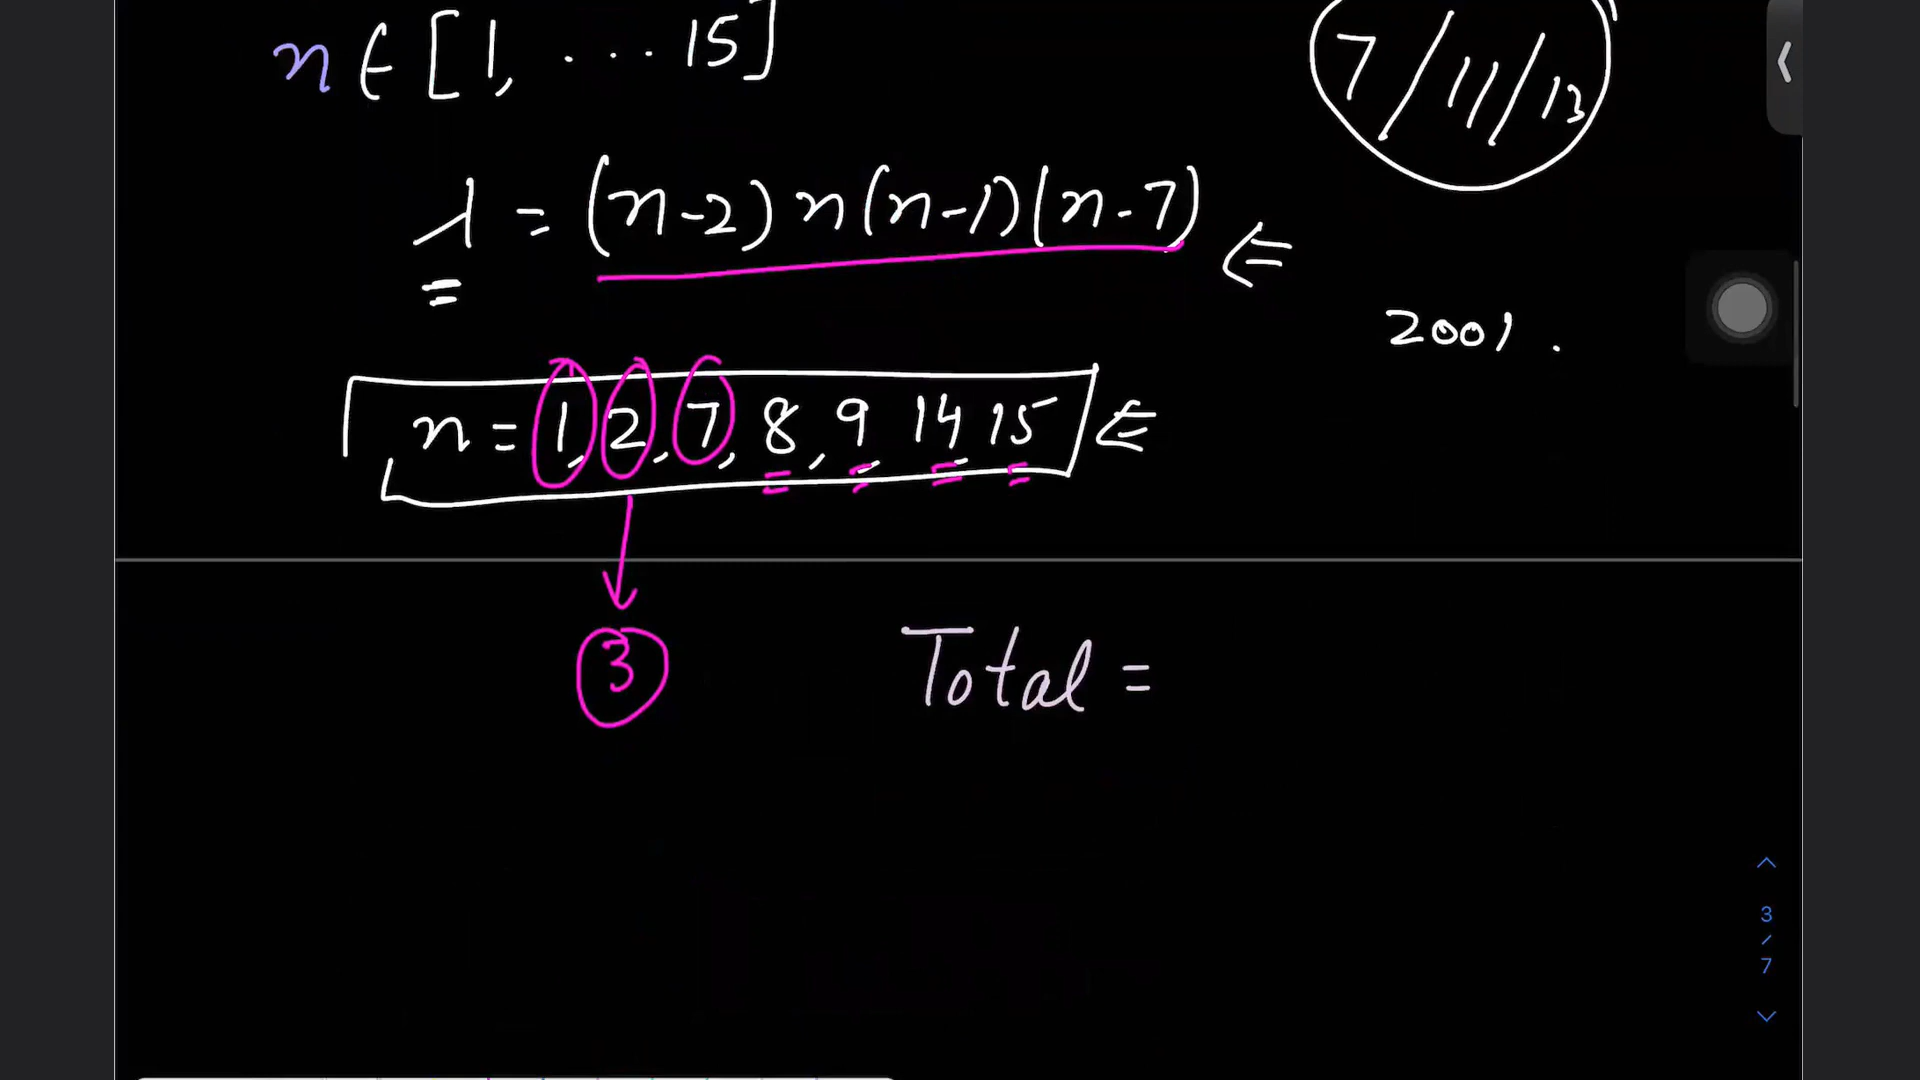 n ∈ [1, ... 15]
7/11/13
λ = (n-2) n (n-1) (n-7) ⇐
2001 .
n = 1, 2, 7, 8, 9, 14, 15 ⇐
3
Total =
3
/
7